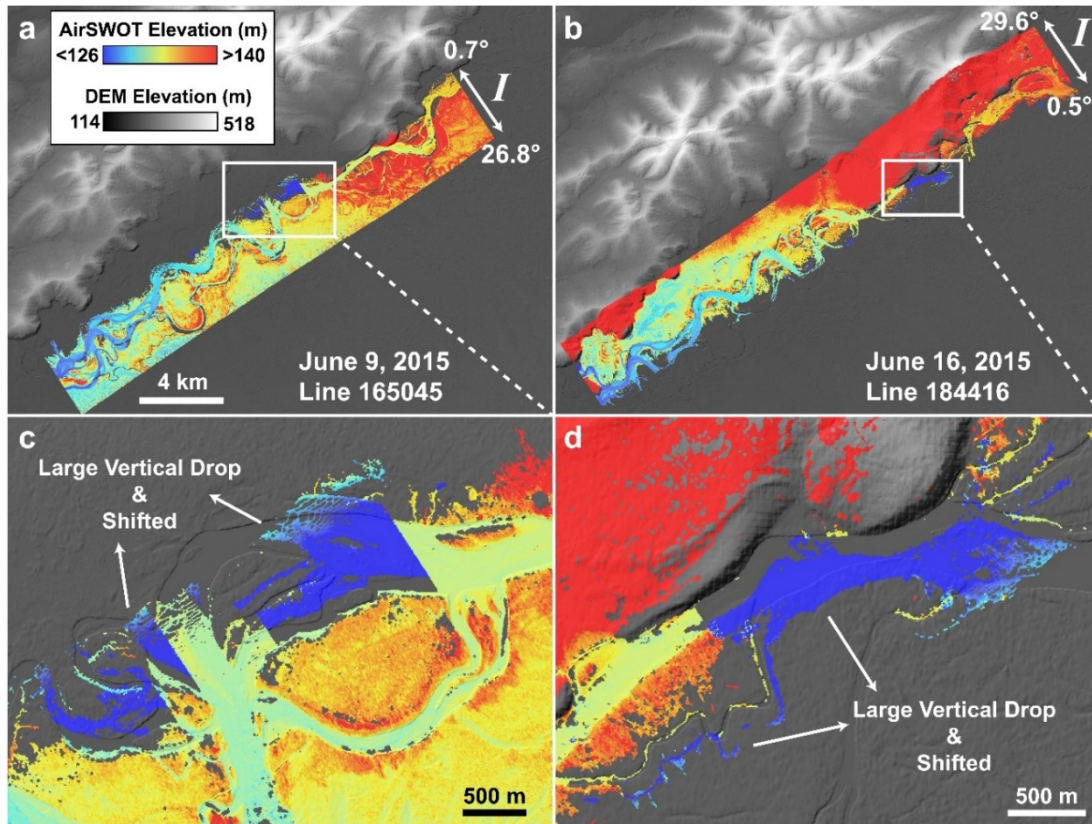 a
AirSWOT Elevation (m)
<126 >140
DEM Elevation (m)
114 518
0.7°
I
26.8°
June 9, 2015
Line 165045
4 km
b
29.6°
I
0.5°
June 16, 2015
Line 184416
c
Large Vertical Drop
&
Shifted
500 m
d
Large Vertical Drop
&
Shifted
500 m